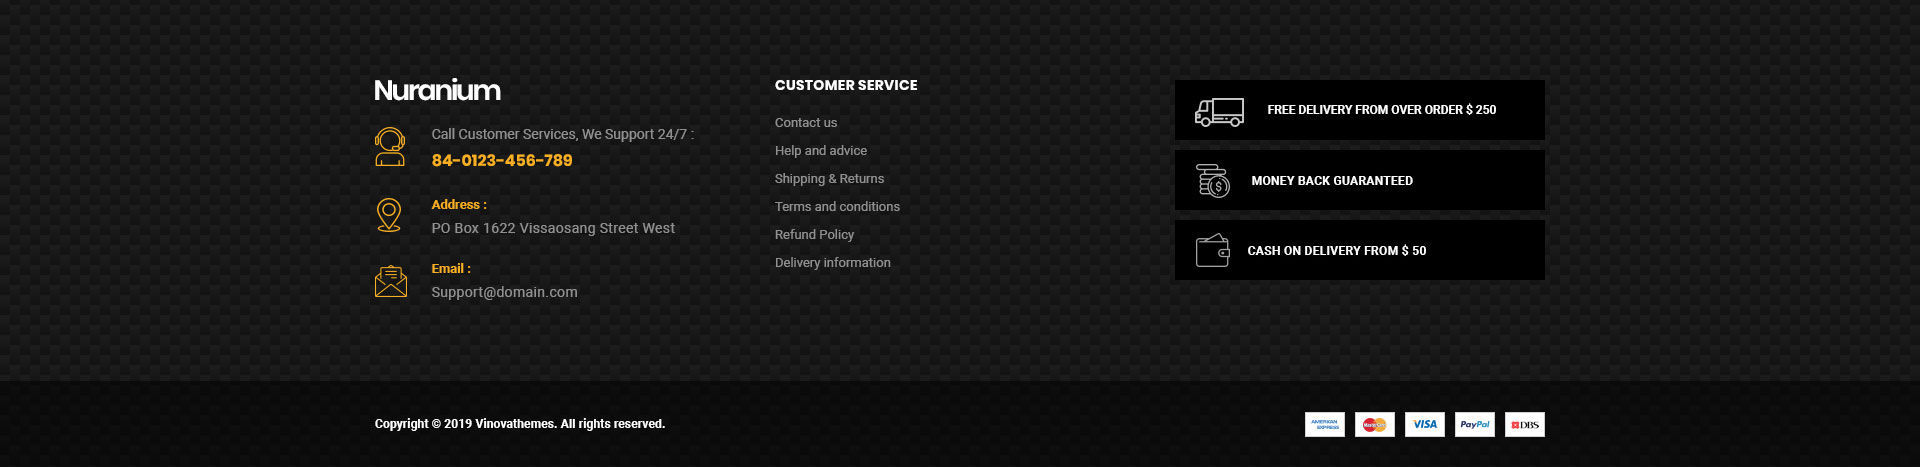 Nuranium
Call Customer Services, We Support 24/7 :
84-0123-456-789
Address :
PO Box 1622 Vissaosang Street West
Email :
Support@domain.com
CUSTOMER SERVICE
Contact us
Help and advice
Shipping & Returns
Terms and conditions
Refund Policy
Delivery information
FREE DELIVERY FROM OVER ORDER $ 250
$
MONEY BACK GUARANTEED
CASH ON DELIVERY FROM $ 50
Copyright © 2019 Vinovathemes. All rights reserved.
AMERICAN
EXPRESS
MasterCard
VISA
PayPal
DBS